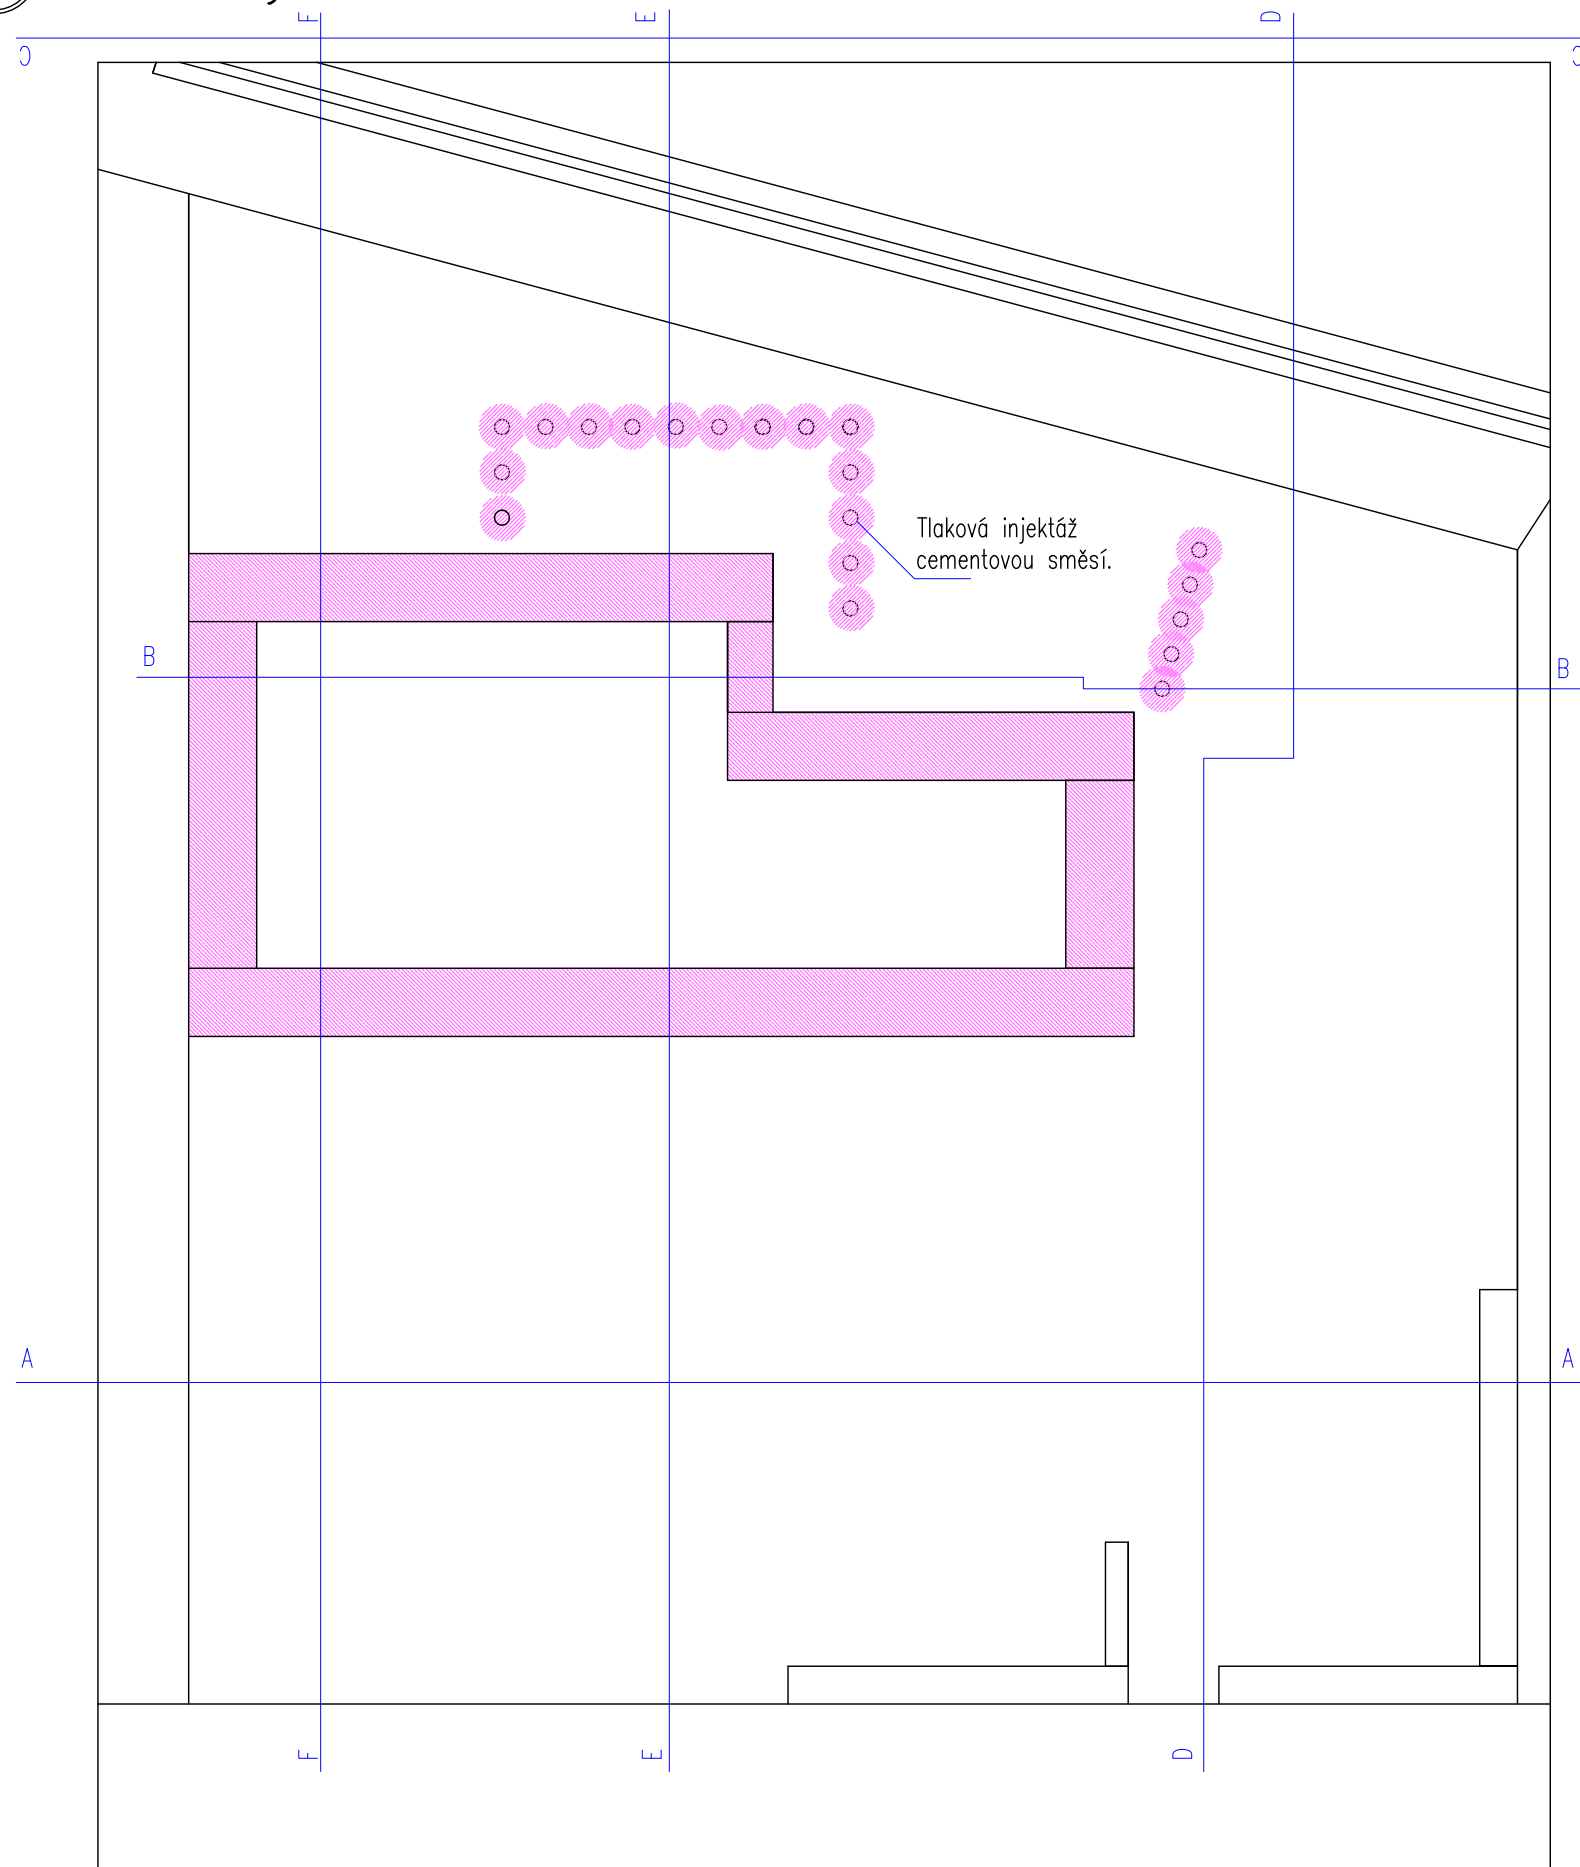 F E D
C C
Tlaková injektáž
cementovou směsí.
B B
A A
F E D